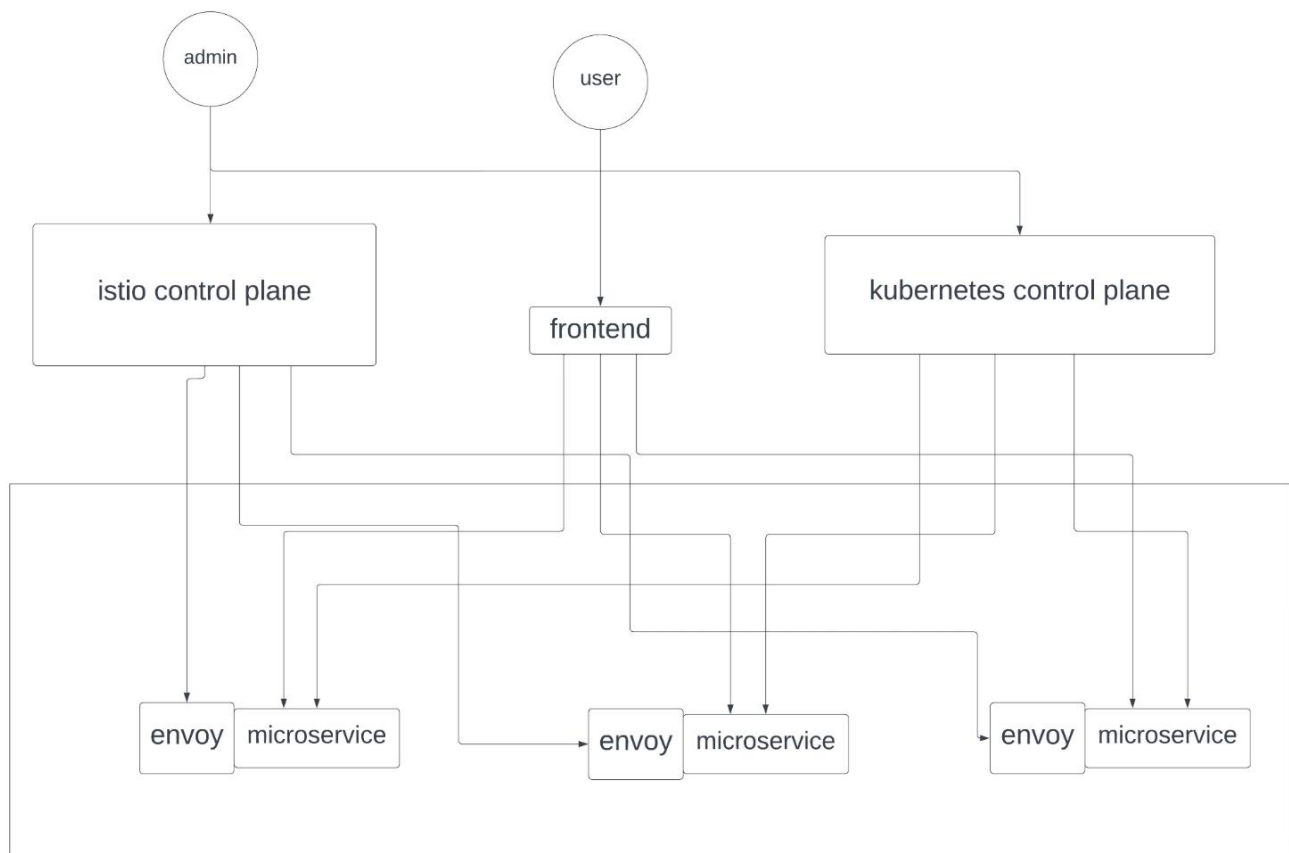 admin
user
istio control plane
kubernetes control plane
frontend
envoy
microservice
envoy
microservice
envoy
microservice